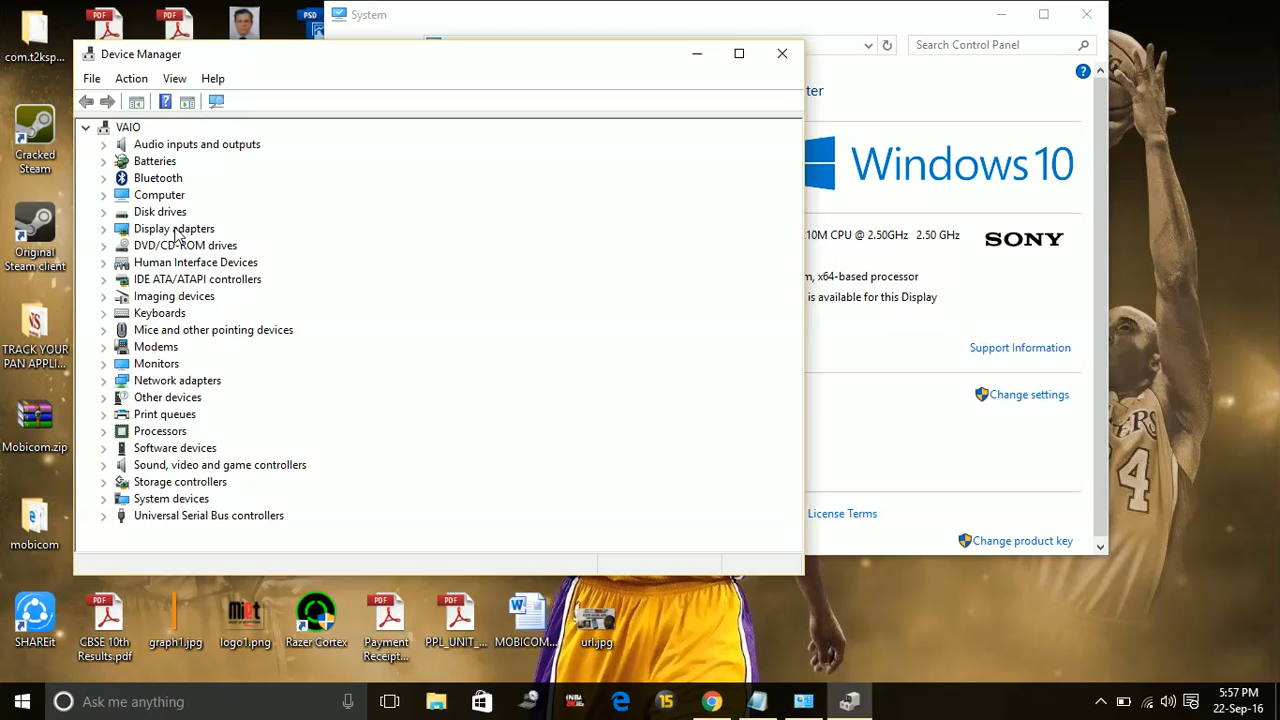 com.t2ksp...
PSD
System
Search Control Panel
Device Manager
File Action View Help
VAIO
Audio inputs and outputs
Batteries
Bluetooth
Computer
Disk drives
Display adapters
DVD/CD-ROM drives
Human Interface Devices
IDE ATA/ATAPI controllers
Imaging devices
Keyboards
Mice and other pointing devices
Modems
Monitors
Network adapters
Other devices
Print queues
Processors
Software devices
Sound, video and game controllers
Storage controllers
System devices
Universal Serial Bus controllers
ter
Windows 10
10M CPU @ 2.50GHz 2.50 GHz
SONY
m, x64-based processor
is available for this Display
Support Information
Change settings
License Terms
Change product key
Cracked
Steam
Original
Steam client
TRACK YOUR
PAN APPLI...
Mobicom.zip
mobicom
SHAREit
PDF
CBSE 10th
Results.pdf
graph1.jpg
logo1.png
Razer Cortex
PDF
Payment
Receipt...
PDF
PPL_UNIT_...
MOBICOM...
url.jpg
Ask me anything
15
5:57 PM
22-Sep-16